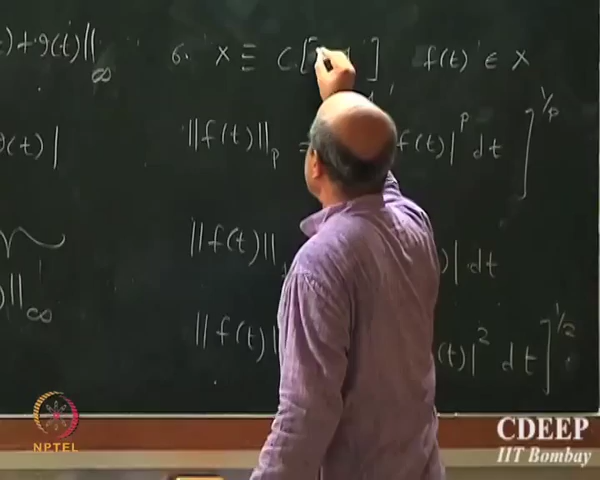 ) + g(t)||∞
6. X ≡ C[ ] f(t) ∈ X
g(t)|
||f(t)||p = f(t)|^p dt ]^1/p
||f(t)|| )| dt
||∞
||f(t)| (t)|^2 dt ]^1/2
NPTEL
CDEEP
IIT Bombay